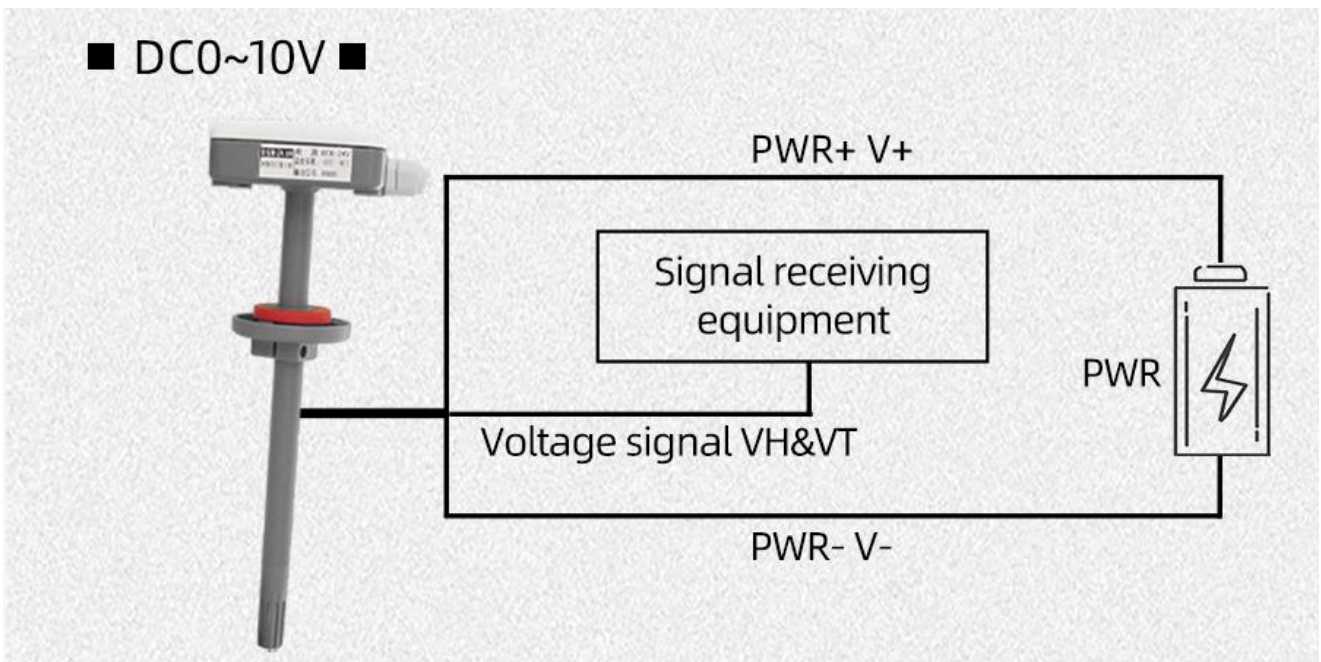 ■ DC0~10V ■
PWR+ V+
Signal receiving
equipment
PWR
Voltage signal VH&VT
PWR- V-